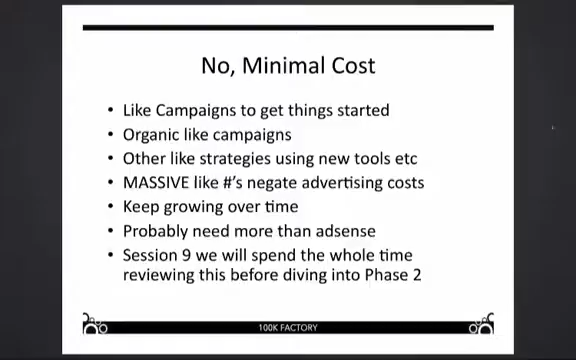 No, Minimal Cost
• Like Campaigns to get things started
• Organic like campaigns
• Other like strategies using new tools etc
• MASSIVE like #'s negate advertising costs
• Keep growing over time
• Probably need more than adsense
• Session 9 we will spend the whole time
reviewing this before diving into Phase 2
100K FACTORY